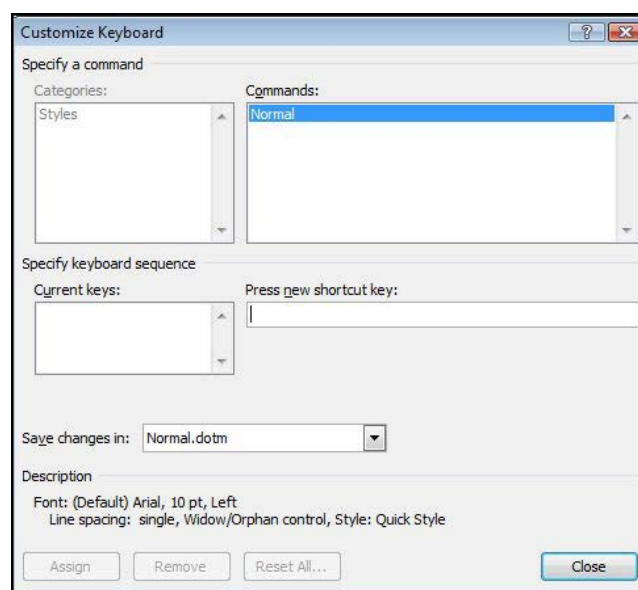 Customize Keyboard
Specify a command
Categories:
Commands:
Styles
Normal
Specify keyboard sequence
Current keys:
Press new shortcut key:
Save changes in: Normal.dotm
Description
Font: (Default) Arial, 10 pt, Left
Line spacing: single, Widow/Orphan control, Style: Quick Style
Assign Remove Reset All... Close